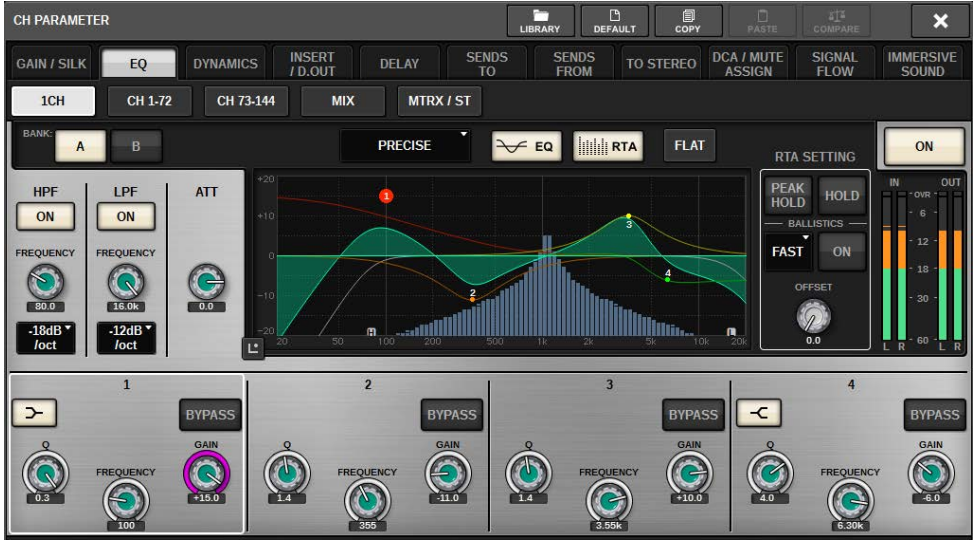 CH PARAMETER
LIBRARY DEFAULT COPY PASTE COMPARE
GAIN / SILK EQ DYNAMICS INSERT / D.OUT DELAY SENDS TO SENDS FROM TO STEREO DCA / MUTE ASSIGN SIGNAL FLOW IMMERSIVE SOUND
1CH CH 1-72 CH 73-144 MIX MTRX / ST
BANK: A B PRECISE EQ RTA FLAT RTA SETTING ON
HPF LPF ATT
ON ON
FREQUENCY FREQUENCY
80.0 16.0k 0.0
-18dB /oct -12dB /oct
+20
+10
0
-10
-20
1
2
3
4
H L
20 50 100 200 500 1k 2k 5k 10k 20k
PEAK HOLD HOLD
BALLISTICS
FAST ON
OFFSET
0.0
IN OUT
OVR
6
12
18
30
60
L R L R
1 2 3 4
BYPASS BYPASS BYPASS BYPASS
Q FREQUENCY GAIN Q FREQUENCY GAIN Q FREQUENCY GAIN Q FREQUENCY GAIN
0.3 100 +15.0 1.4 355 -11.0 1.4 3.55k +10.0 4.0 6.30k -6.0